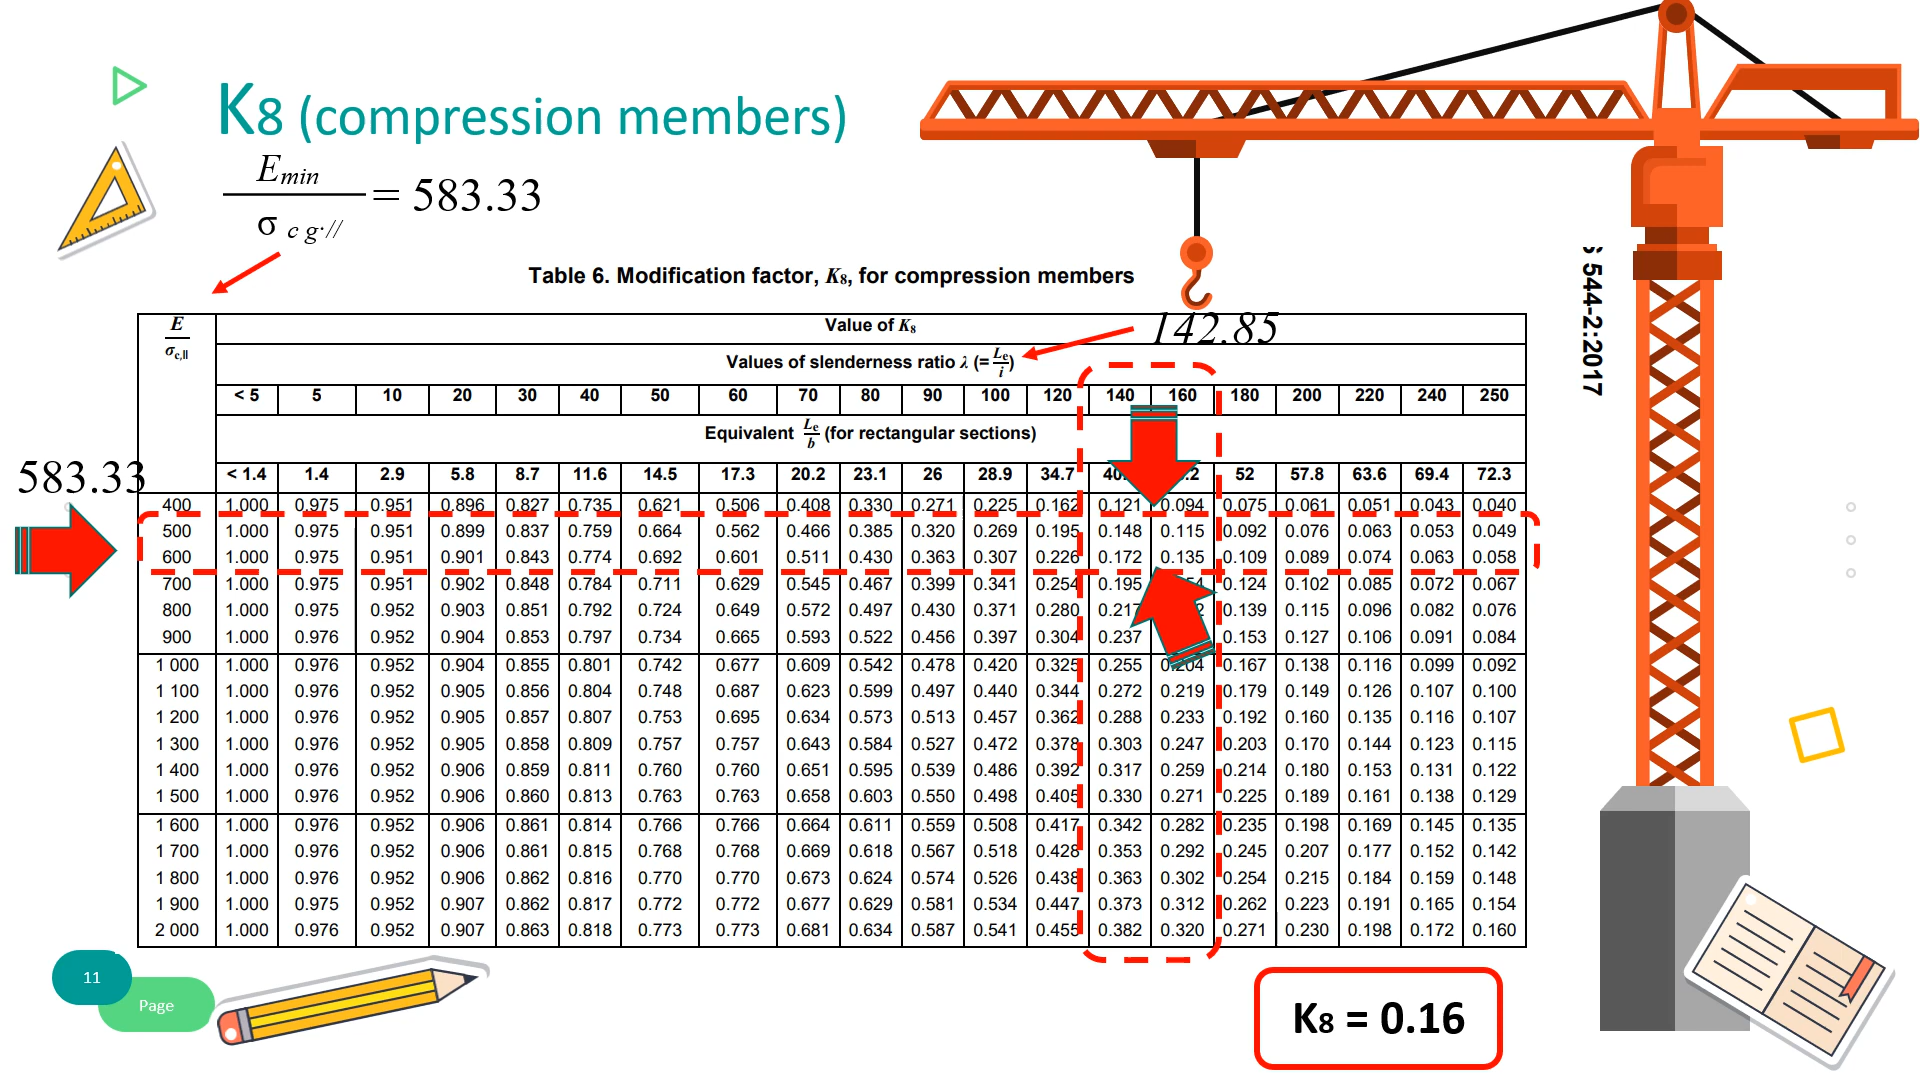 K8 (compression members)
Emin
= 583.33
σ c g·//
Table 6. Modification factor, K8, for compression members
142.85
544-2:2017
E
σc,ll
Value of K8
Values of slenderness ratio λ (= Le/i)
< 5 5 10 20 30 40 50 60 70 80 90 100 120 140 160 180 200 220 240 250
Equivalent Le/b (for rectangular sections)
583.33
< 1.4 1.4 2.9 5.8 8.7 11.6 14.5 17.3 20.2 23.1 26 28.9 34.7 52 57.8 63.6 69.4 72.3
400 1.000 0.975 0.951 0.896 0.827 0.735 0.621 0.506 0.408 0.330 0.271 0.225 0.162 0.121 0.094 0.075 0.061 0.051 0.043 0.040
500 1.000 0.975 0.951 0.899 0.837 0.759 0.664 0.562 0.466 0.385 0.320 0.269 0.195 0.148 0.115 0.092 0.076 0.063 0.053 0.049
600 1.000 0.975 0.951 0.901 0.843 0.774 0.692 0.601 0.511 0.430 0.363 0.307 0.226 0.172 0.135 0.109 0.089 0.074 0.063 0.058
700 1.000 0.975 0.951 0.902 0.848 0.784 0.711 0.629 0.545 0.467 0.399 0.341 0.254 0.195 0.124 0.102 0.085 0.072 0.067
800 1.000 0.975 0.952 0.903 0.851 0.792 0.724 0.649 0.572 0.497 0.430 0.371 0.280 0.217 0.139 0.115 0.096 0.082 0.076
900 1.000 0.976 0.952 0.904 0.853 0.797 0.734 0.665 0.593 0.522 0.456 0.397 0.304 0.237 0.153 0.127 0.106 0.091 0.084
1 000 1.000 0.976 0.952 0.904 0.855 0.801 0.742 0.677 0.609 0.542 0.478 0.420 0.325 0.255 0.204 0.167 0.138 0.116 0.099 0.092
1 100 1.000 0.976 0.952 0.905 0.856 0.804 0.748 0.687 0.623 0.599 0.497 0.440 0.344 0.272 0.219 0.179 0.149 0.126 0.107 0.100
1 200 1.000 0.976 0.952 0.905 0.857 0.807 0.753 0.695 0.634 0.573 0.513 0.457 0.362 0.288 0.233 0.192 0.160 0.135 0.116 0.107
1 300 1.000 0.976 0.952 0.905 0.858 0.809 0.757 0.757 0.643 0.584 0.527 0.472 0.378 0.303 0.247 0.203 0.170 0.144 0.123 0.115
1 400 1.000 0.976 0.952 0.906 0.859 0.811 0.760 0.760 0.651 0.595 0.539 0.486 0.392 0.317 0.259 0.214 0.180 0.153 0.131 0.122
1 500 1.000 0.976 0.952 0.906 0.860 0.813 0.763 0.763 0.658 0.603 0.550 0.498 0.405 0.330 0.271 0.225 0.189 0.161 0.138 0.129
1 600 1.000 0.976 0.952 0.906 0.861 0.814 0.766 0.766 0.664 0.611 0.559 0.508 0.417 0.342 0.282 0.235 0.198 0.169 0.145 0.135
1 700 1.000 0.976 0.952 0.906 0.861 0.815 0.768 0.768 0.669 0.618 0.567 0.518 0.428 0.353 0.292 0.245 0.207 0.177 0.152 0.142
1 800 1.000 0.976 0.952 0.906 0.862 0.816 0.770 0.770 0.673 0.624 0.574 0.526 0.438 0.363 0.302 0.254 0.215 0.184 0.159 0.148
1 900 1.000 0.975 0.952 0.907 0.862 0.817 0.772 0.772 0.677 0.629 0.581 0.534 0.447 0.373 0.312 0.262 0.223 0.191 0.165 0.154
2 000 1.000 0.976 0.952 0.907 0.863 0.818 0.773 0.773 0.681 0.634 0.587 0.541 0.455 0.382 0.320 0.271 0.230 0.198 0.172 0.160
11
Page
K8 = 0.16